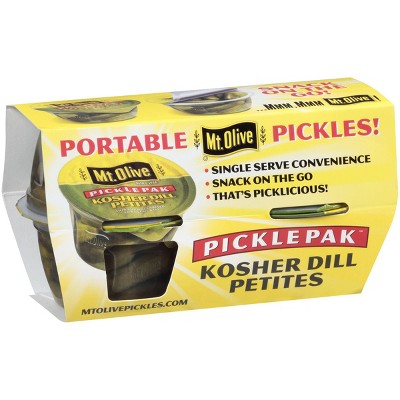 SNACK ON THE GO!
...MMM, MMM Mt. Olive
PORTABLE Mt. Olive PICKLES!
• SINGLE SERVE CONVENIENCE
• SNACK ON THE GO
• THAT'S PICKLICIOUS!
Mt. Olive
PICKLEPAK
KOSHER DILL
PETITES
PICKLEPAK™
KOSHER DILL
PETITES
MTOLIVEPICKLES.COM